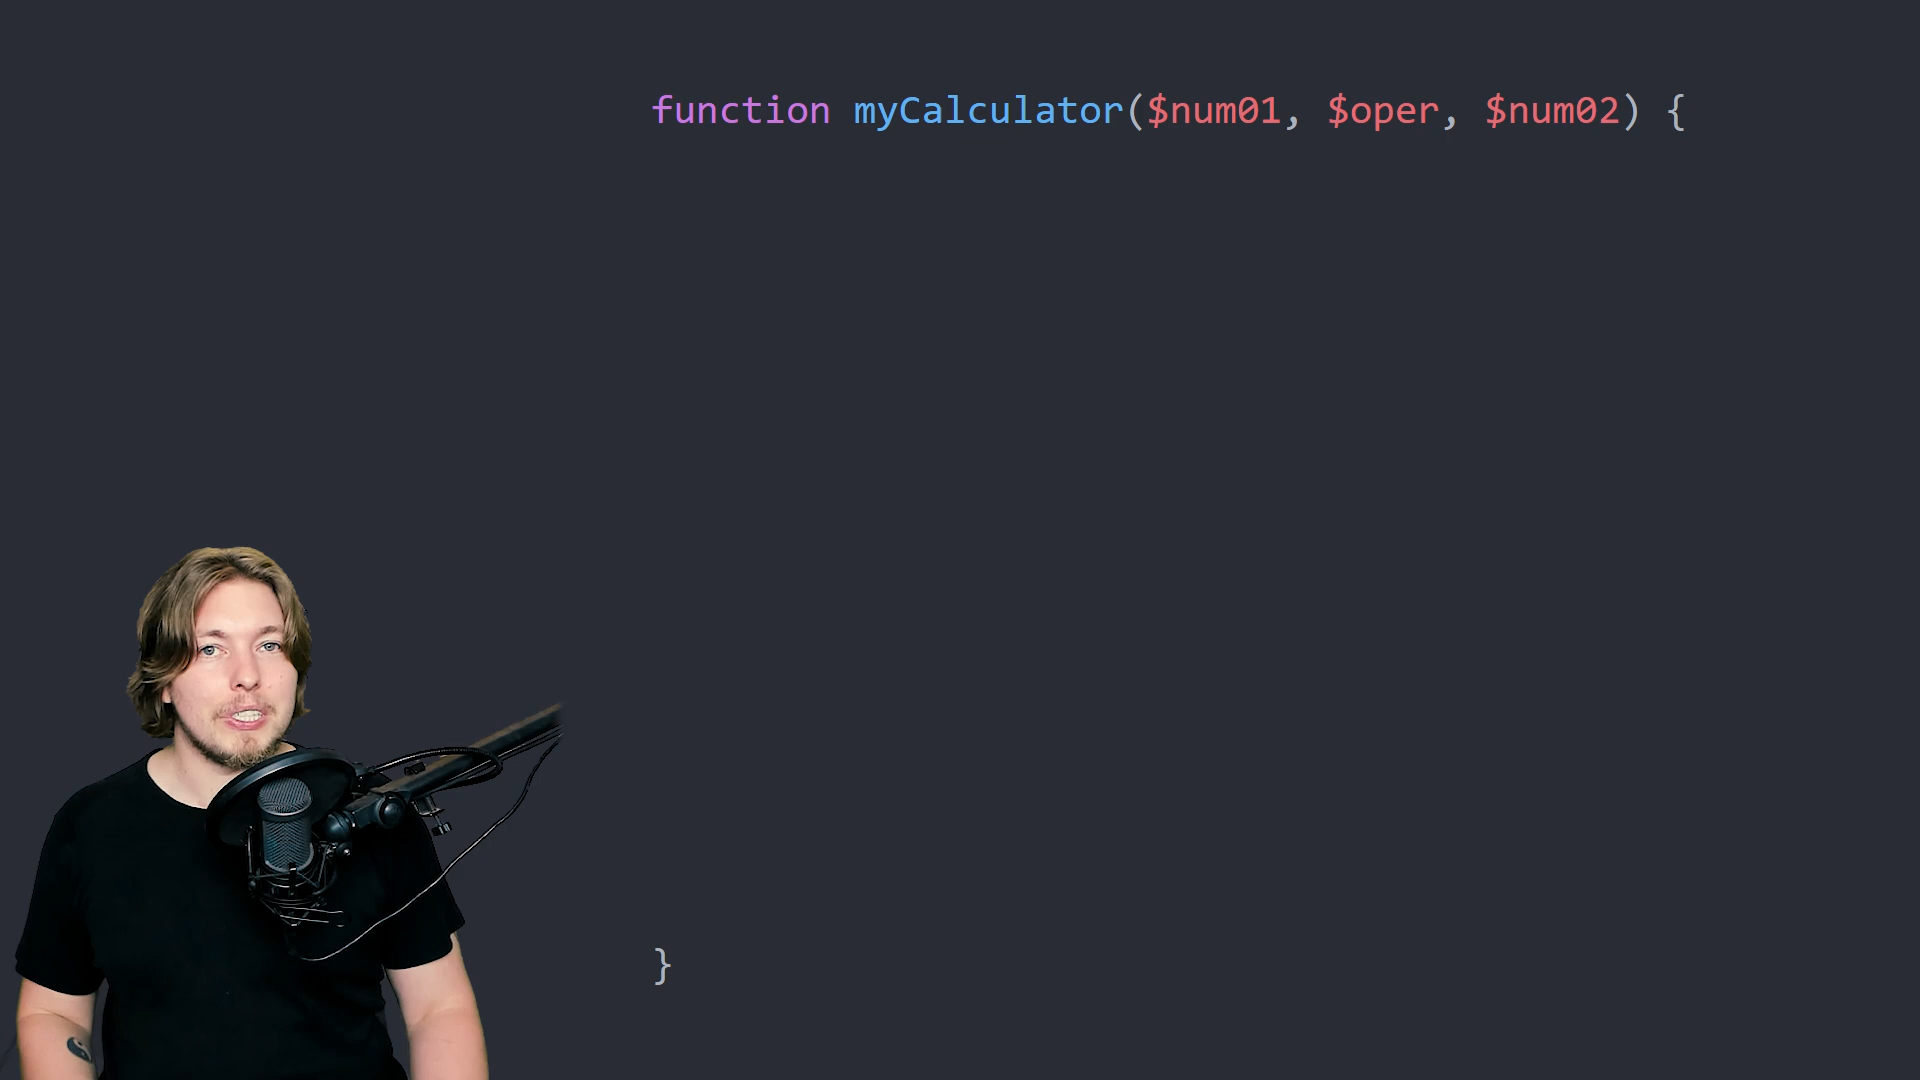 function myCalculator($num01, $oper, $num02) {
}